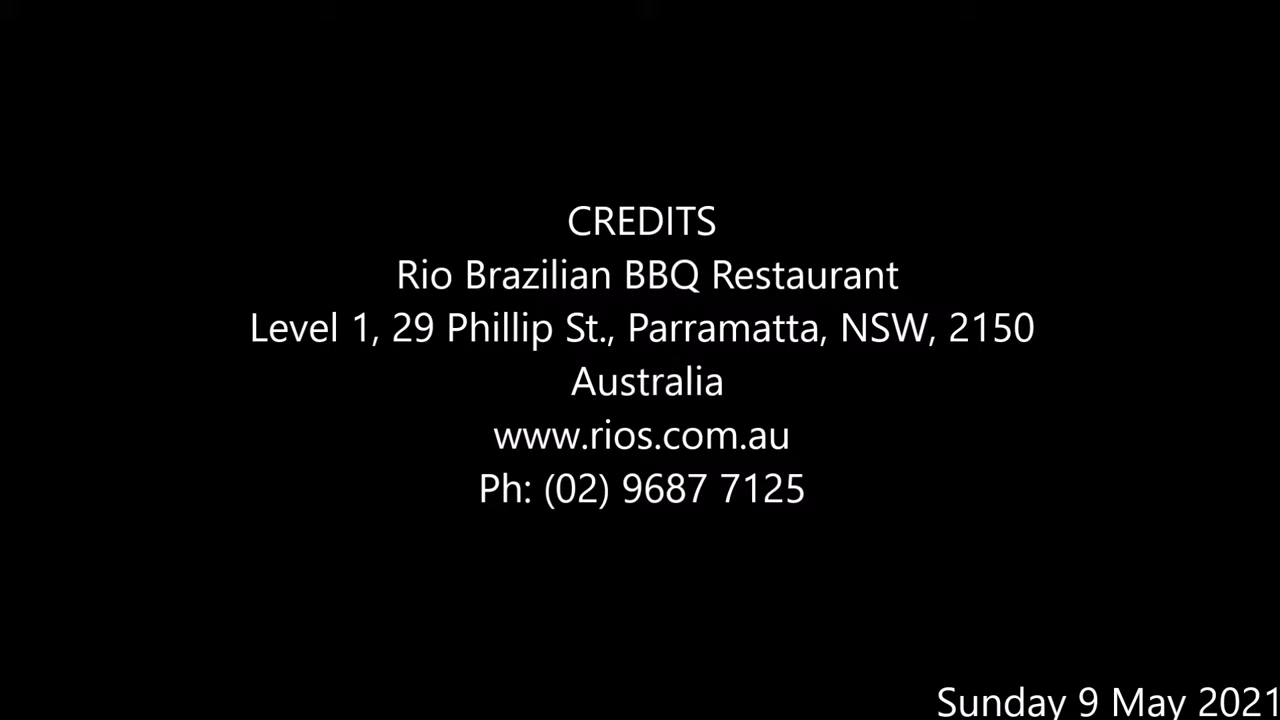 CREDITS
Rio Brazilian BBQ Restaurant
Level 1, 29 Phillip St., Parramatta, NSW, 2150
Australia
www.rios.com.au
Ph: (02) 9687 7125
Sunday 9 May 2021